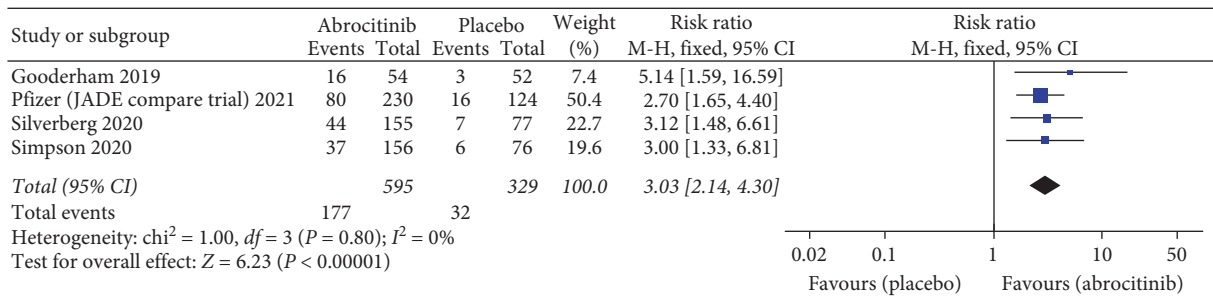 Study or subgroup Abrocitinib Placebo Weight Risk ratio Risk ratio
Events Total Events Total (%) M-H, fixed, 95% CI M-H, fixed, 95% CI
Gooderham 2019 16 54 3 52 7.4 5.14 [1.59, 16.59]
Pfizer (JADE compare trial) 2021 80 230 16 124 50.4 2.70 [1.65, 4.40]
Silverberg 2020 44 155 7 77 22.7 3.12 [1.48, 6.61]
Simpson 2020 37 156 6 76 19.6 3.00 [1.33, 6.81]
Total (95% CI) 595 329 100.0 3.03 [2.14, 4.30]
Total events 177 32
Heterogeneity: chi² = 1.00, df = 3 (P = 0.80); I² = 0%
Test for overall effect: Z = 6.23 (P < 0.00001)
0.02 0.1 1 10 50
Favours (placebo) Favours (abrocitinib)